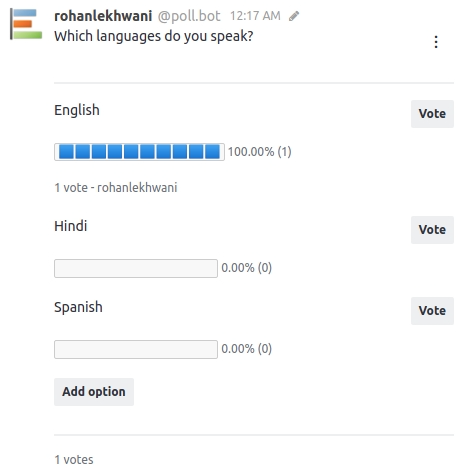 rohanlekhwani @poll.bot 12:17 AM
Which languages do you speak?
English
Vote
100.00% (1)
1 vote - rohanlekhwani
Hindi
Vote
0.00% (0)
Spanish
Vote
0.00% (0)
Add option
1 votes